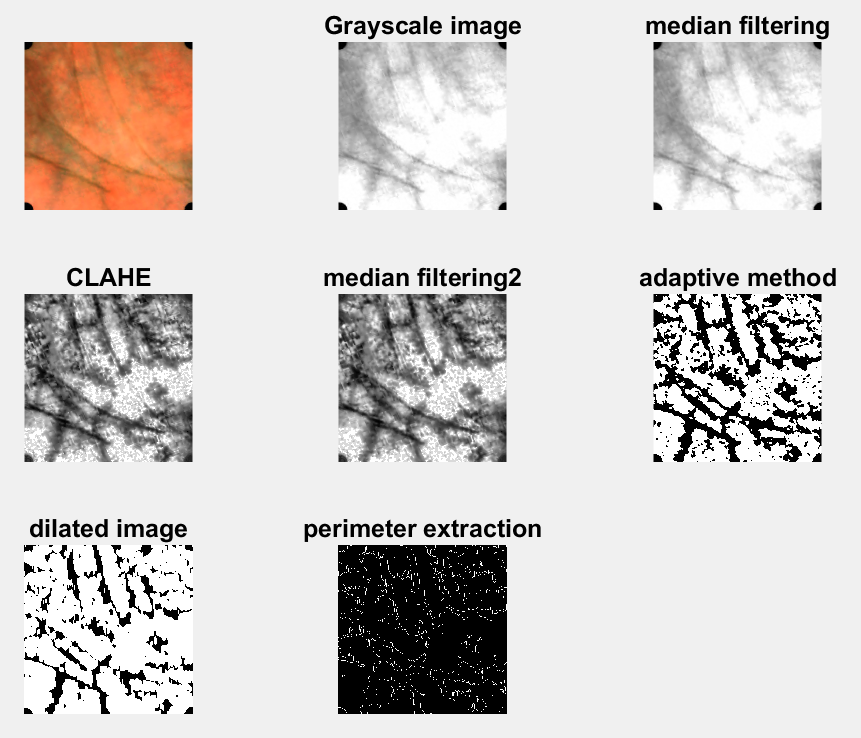 Grayscale image
median filtering
CLAHE
median filtering2
adaptive method
dilated image
perimeter extraction